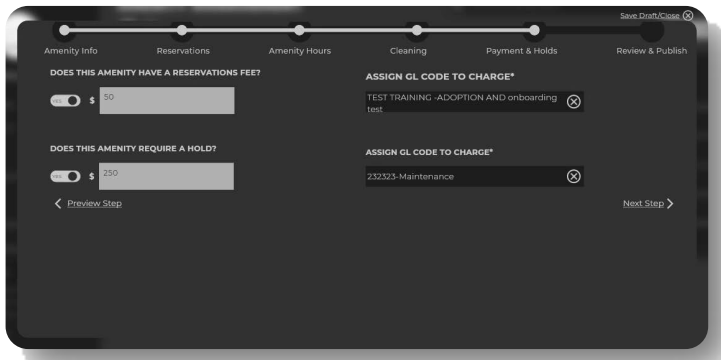 Save Draft/Close
Amenity Info Reservations Amenity Hours Cleaning Payment & Holds Review & Publish
DOES THIS AMENITY HAVE A RESERVATIONS FEE?
ASSIGN GL CODE TO CHARGE*
YES $ 50
TEST TRAINING -ADOPTION AND onboarding
test
DOES THIS AMENITY REQUIRE A HOLD?
ASSIGN GL CODE TO CHARGE*
YES $ 250
232323-Maintenance
Preview Step
Next Step